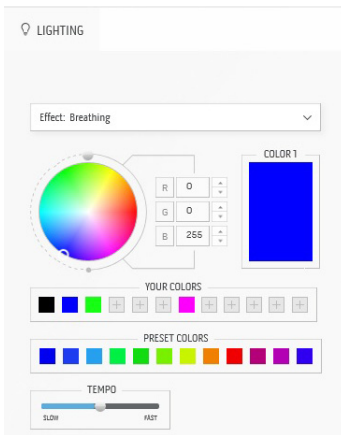 LIGHTING
Effect: Breathing
COLOR 1
R 0
G 0
B 255
YOUR COLORS
PRESET COLORS
TEMPO
SLOW FAST